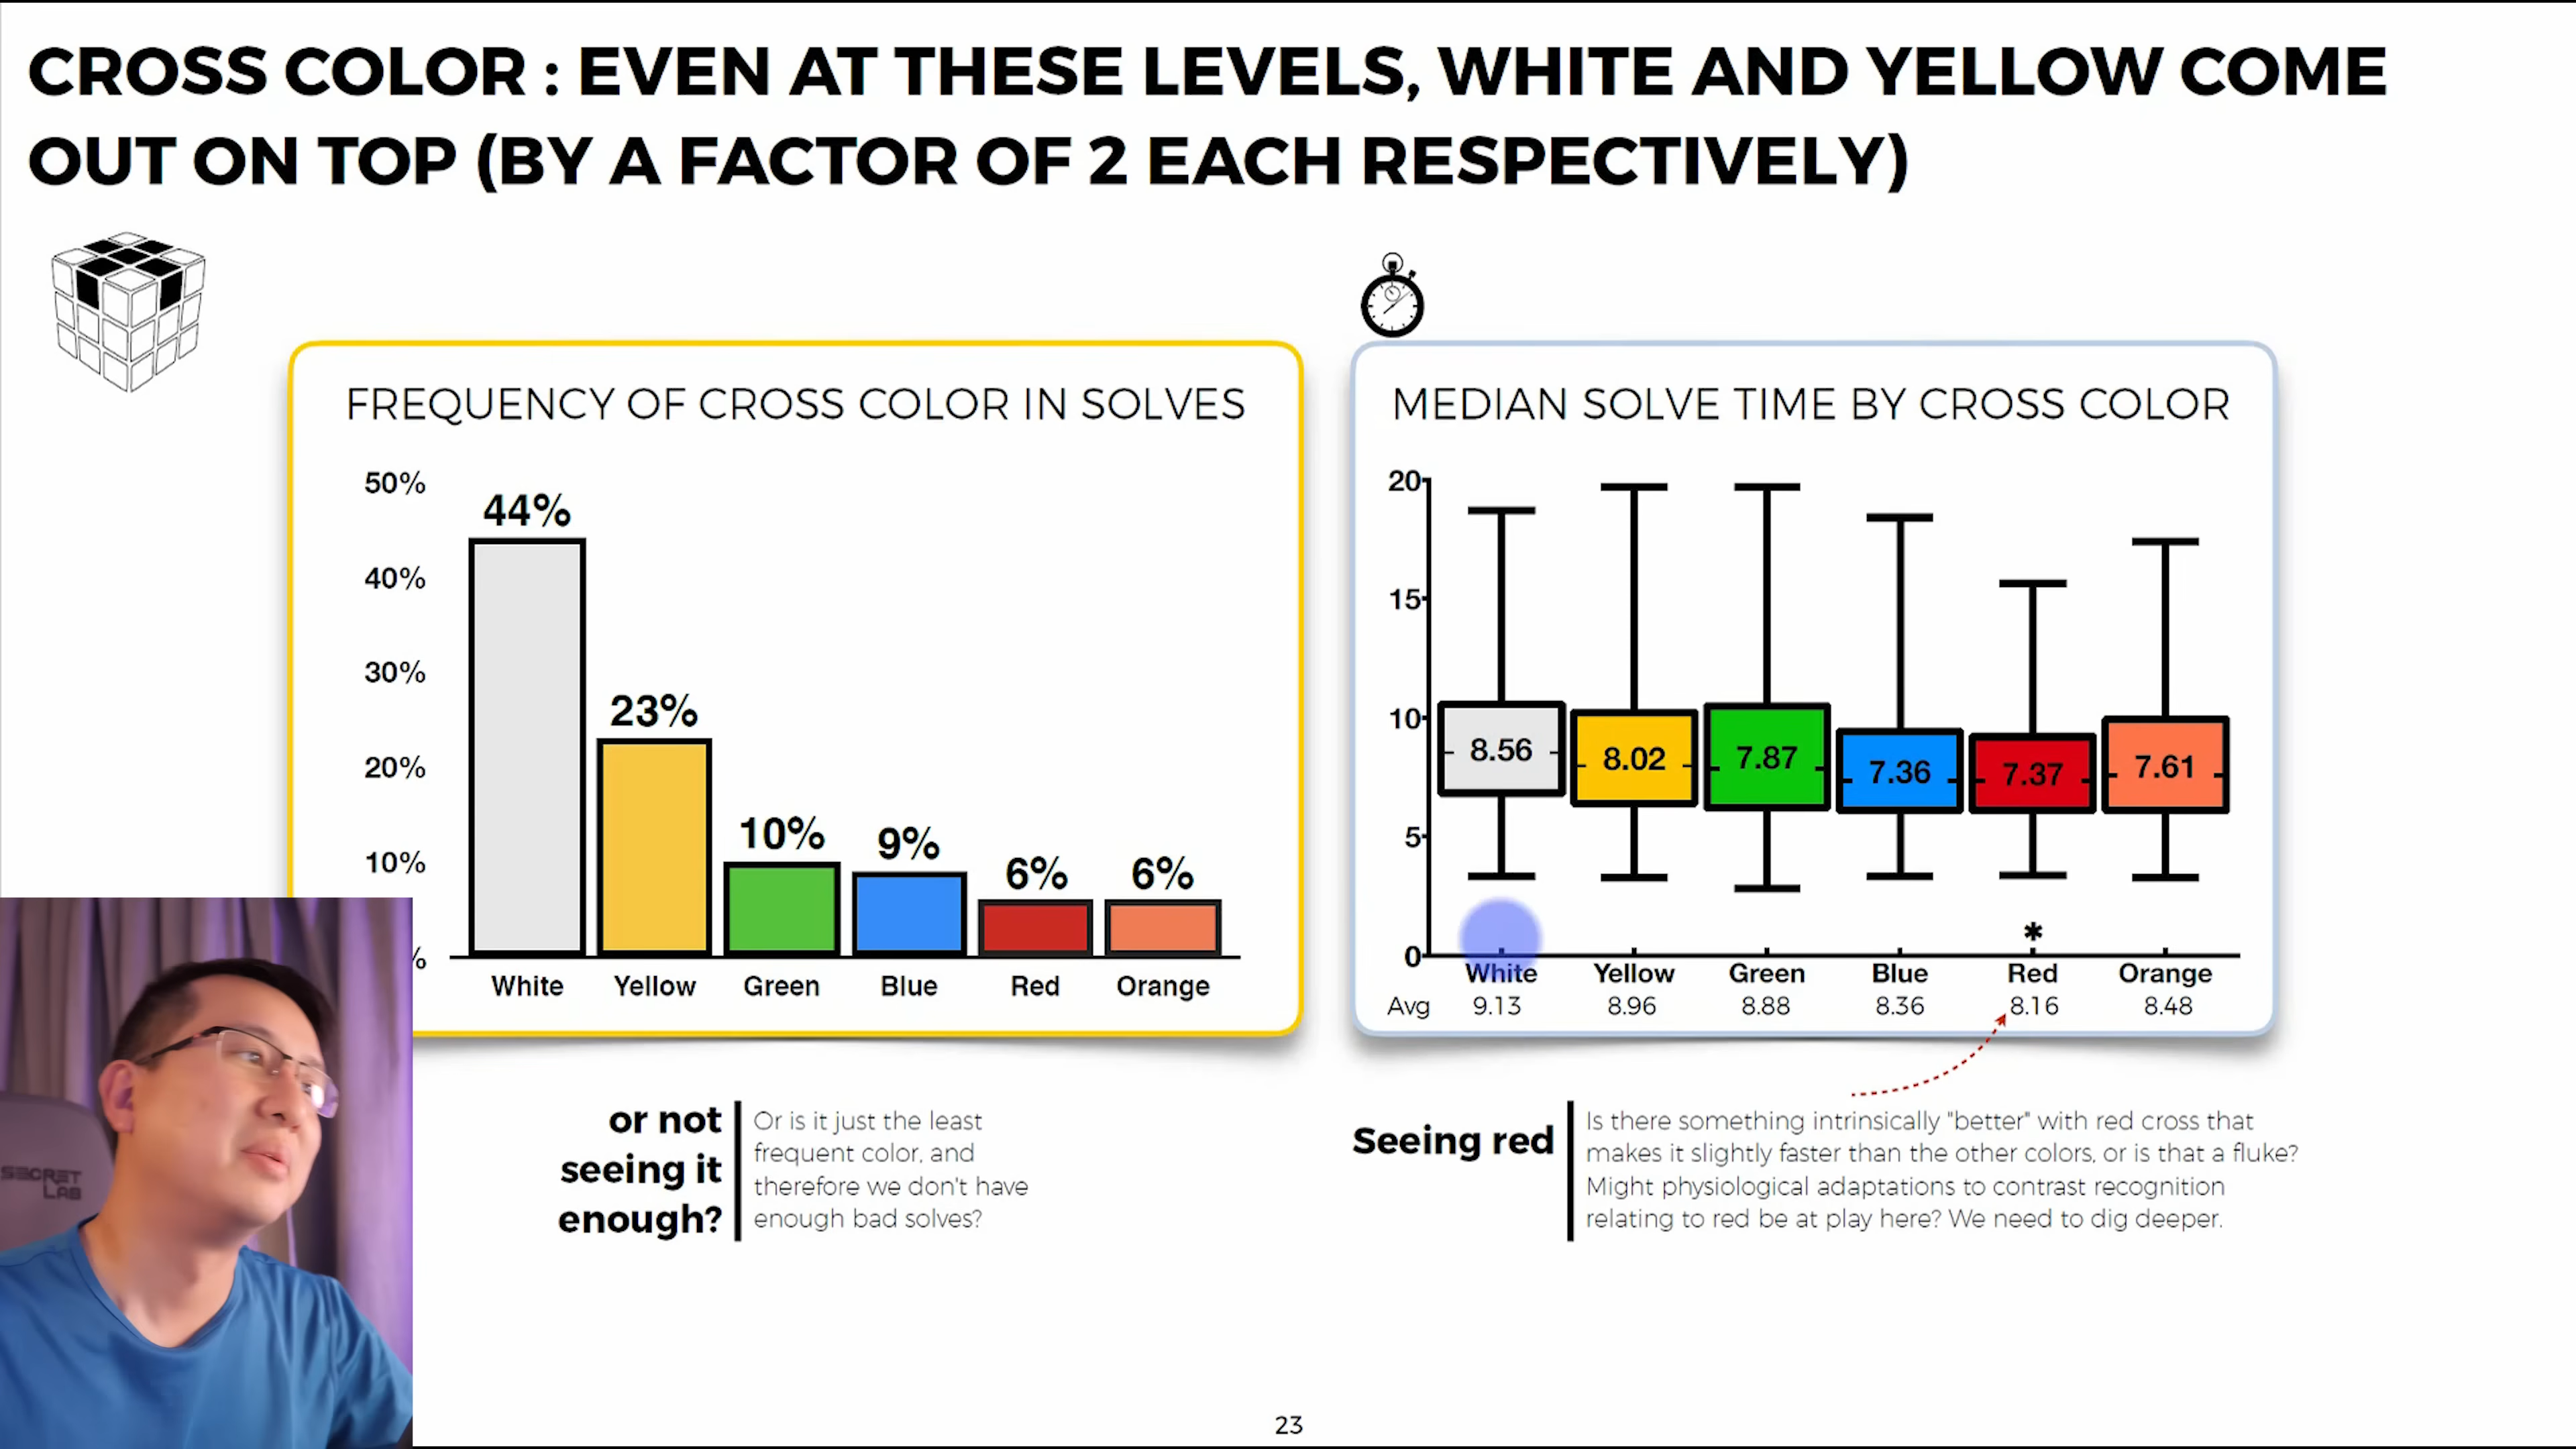 CROSS COLOR : EVEN AT THESE LEVELS, WHITE AND YELLOW COME
OUT ON TOP (BY A FACTOR OF 2 EACH RESPECTIVELY)
FREQUENCY OF CROSS COLOR IN SOLVES
50%
40%
30%
20%
10%
%
44%
23%
10%
9%
6%
6%
White Yellow Green Blue Red Orange
MEDIAN SOLVE TIME BY CROSS COLOR
20
15
10
5
0
8.56 8.02 7.87 7.36 7.37 7.61
*
White Yellow Green Blue Red Orange
Avg 9.13 8.96 8.88 8.36 8.16 8.48
or not
seeing it
enough?
Or is it just the least
frequent color, and
therefore we don't have
enough bad solves?
Seeing red
Is there something intrinsically "better" with red cross that
makes it slightly faster than the other colors, or is that a fluke?
Might physiological adaptations to contrast recognition
relating to red be at play here? We need to dig deeper.
SECRET
LAB
23